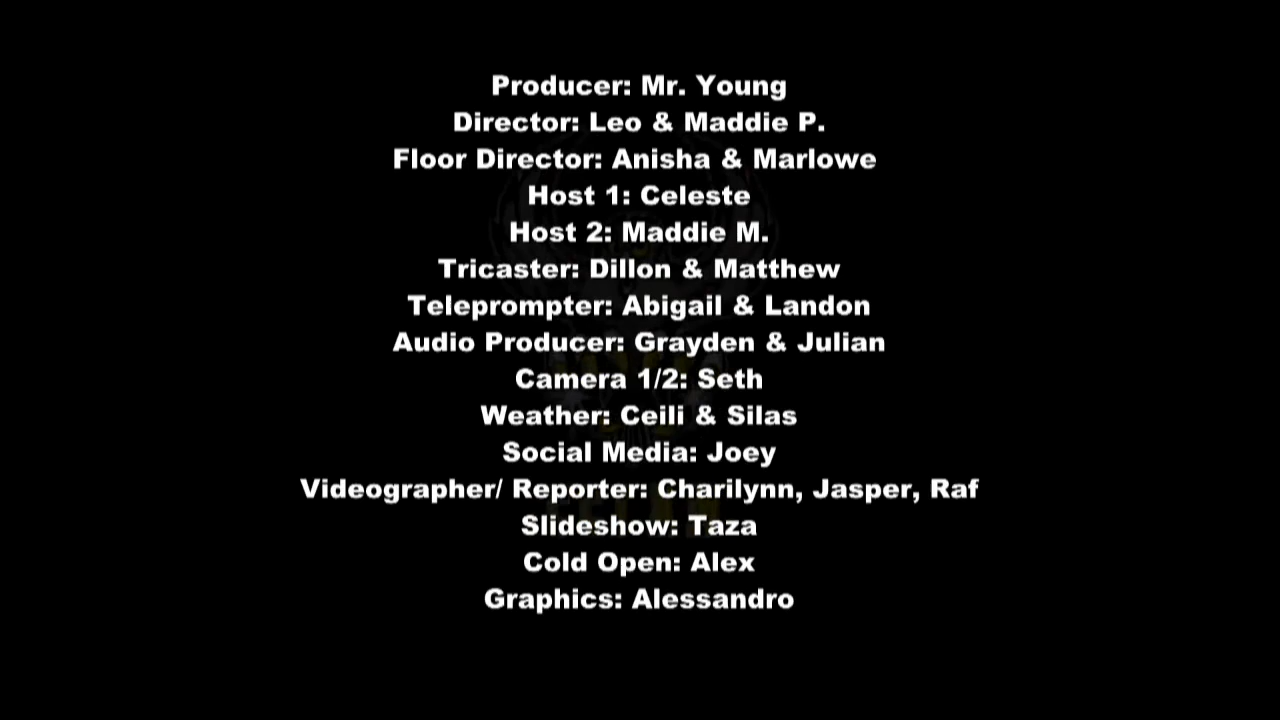 Producer: Mr. Young
Director: Leo & Maddie P.
Floor Director: Anisha & Marlowe
Host 1: Celeste
Host 2: Maddie M.
Tricaster: Dillon & Matthew
Teleprompter: Abigail & Landon
Audio Producer: Grayden & Julian
Camera 1/2: Seth
Weather: Ceili & Silas
Social Media: Joey
Videographer/ Reporter: Charilynn, Jasper, Raf
Slideshow: Taza
Cold Open: Alex
Graphics: Alessandro